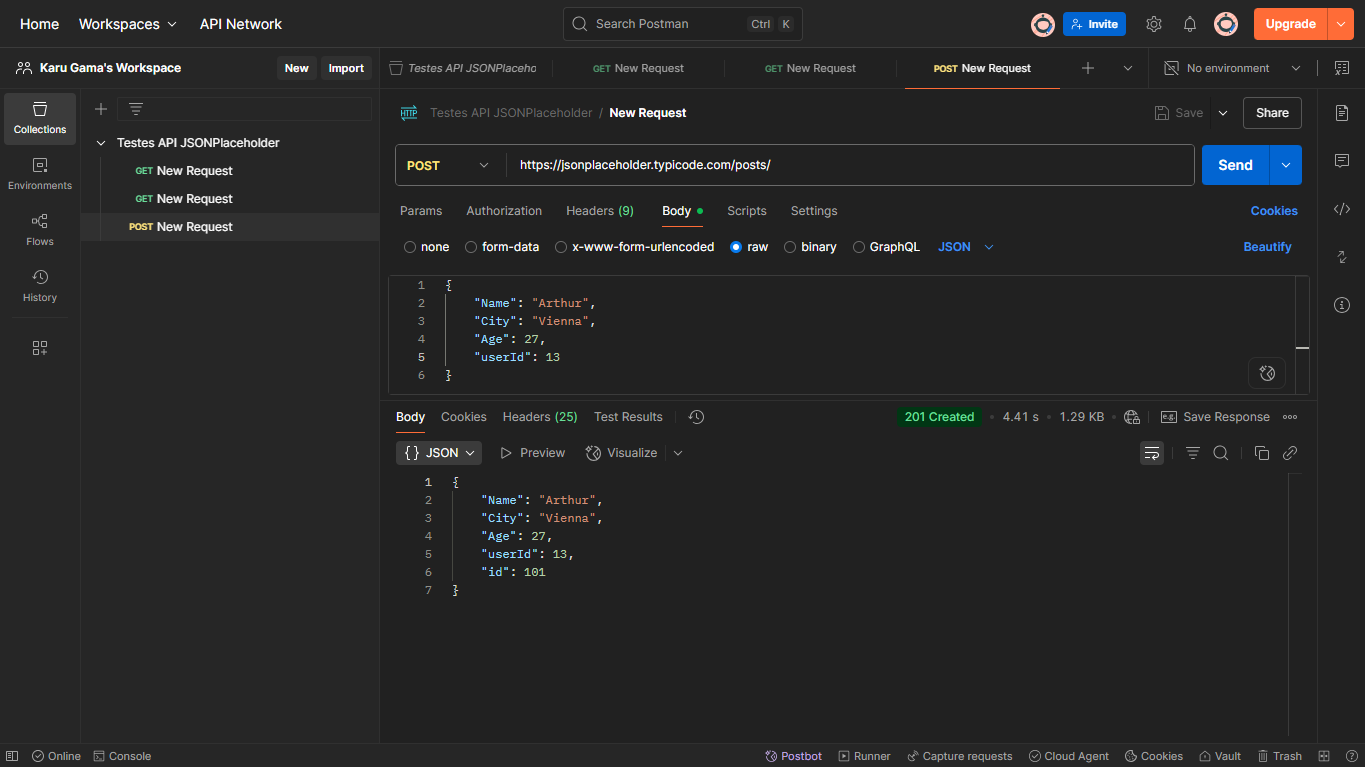 Home Workspaces API Network Search Postman Ctrl K Invite Upgrade
Karu Gama's Workspace New Import Testes API JSONPlaceho GET New Request GET New Request POST New Request No environment
Collections
Environments
Flows
History
Testes API JSONPlaceholder
GET New Request
GET New Request
POST New Request
HTTP Testes API JSONPlaceholder / New Request Save Share
POST https://jsonplaceholder.typicode.com/posts/ Send
Params Authorization Headers (9) Body Scripts Settings Cookies
none form-data x-www-form-urlencoded raw binary GraphQL JSON Beautify
1 {
2 "Name": "Arthur",
3 "City": "Vienna",
4 "Age": 27,
5 "userId": 13
6 }
Body Cookies Headers (25) Test Results 201 Created 4.41 s 1.29 KB e.g. Save Response
{} JSON Preview Visualize
1 {
2 "Name": "Arthur",
3 "City": "Vienna",
4 "Age": 27,
5 "userId": 13,
6 "id": 101
7 }
Online Console Postbot Runner Capture requests Cloud Agent Cookies Vault Trash